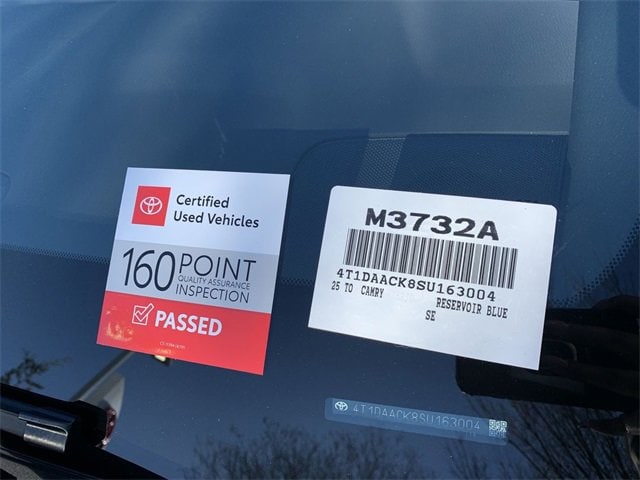 Certified
Used Vehicles
160 POINT
QUALITY ASSURANCE
INSPECTION
PASSED
M3732A
4T1DAACK8SU163004
25 TO CAMRY RESERVOIR BLUE
SE
4T1DAACK8SU163004